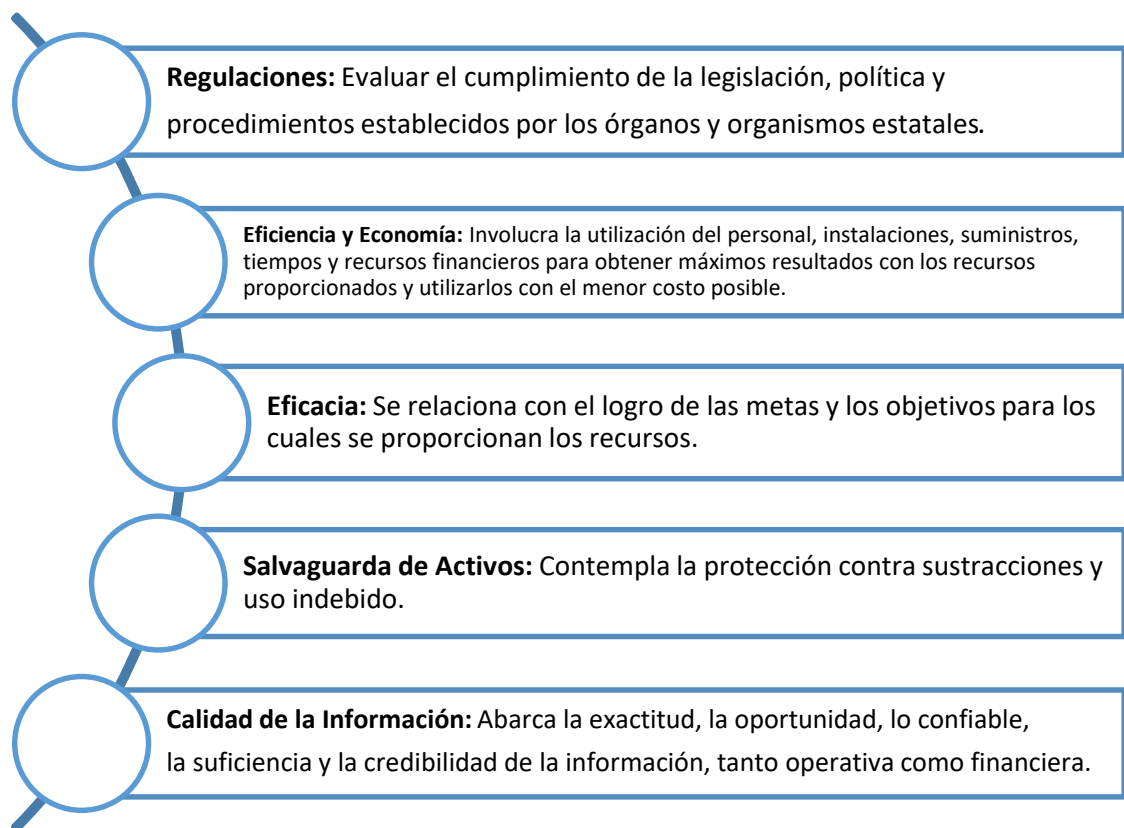 Regulaciones: Evaluar el cumplimiento de la legislación, política y
procedimientos establecidos por los órganos y organismos estatales.
Eficiencia y Economía: Involucra la utilización del personal, instalaciones, suministros,
tiempos y recursos financieros para obtener máximos resultados con los recursos
proporcionados y utilizarlos con el menor costo posible.
Eficacia: Se relaciona con el logro de las metas y los objetivos para los
cuales se proporcionan los recursos.
Salvaguarda de Activos: Contempla la protección contra sustracciones y
uso indebido.
Calidad de la Información: Abarca la exactitud, la oportunidad, lo confiable,
la suficiencia y la credibilidad de la información, tanto operativa como financiera.